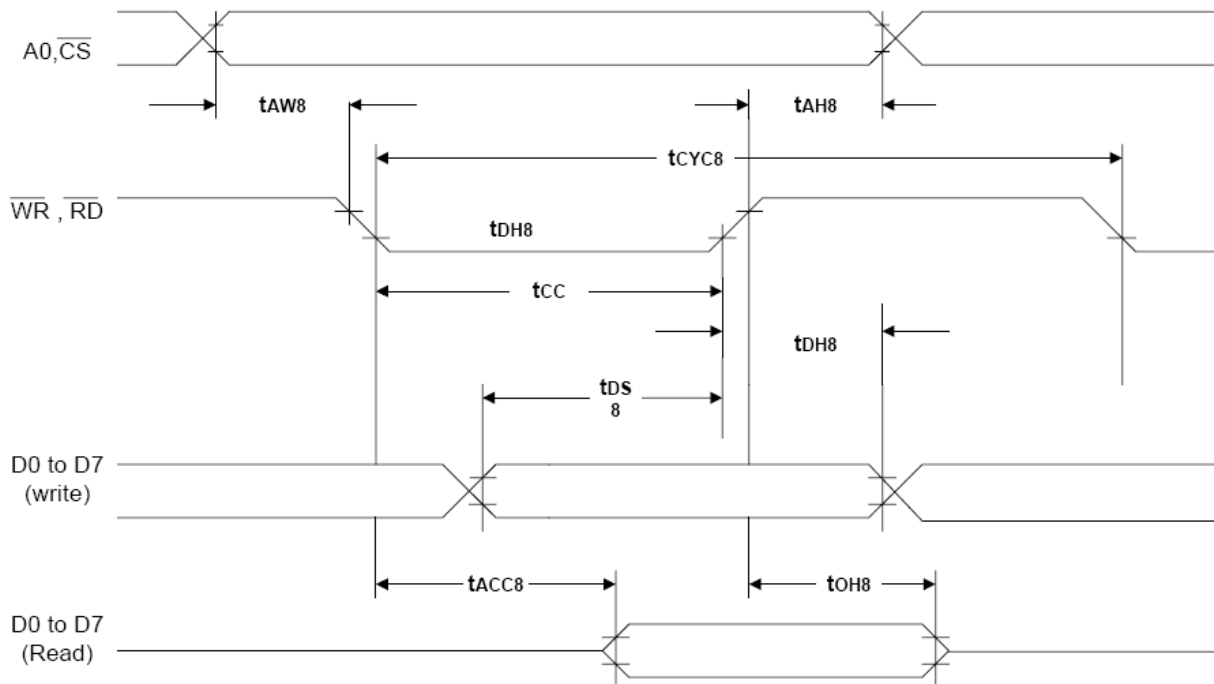 A0,CS
tAW8
tAH8
tCYC8
WR , RD
tDH8
tCC
tDH8
tDS
8
D0 to D7
(write)
tACC8
tOH8
D0 to D7
(Read)